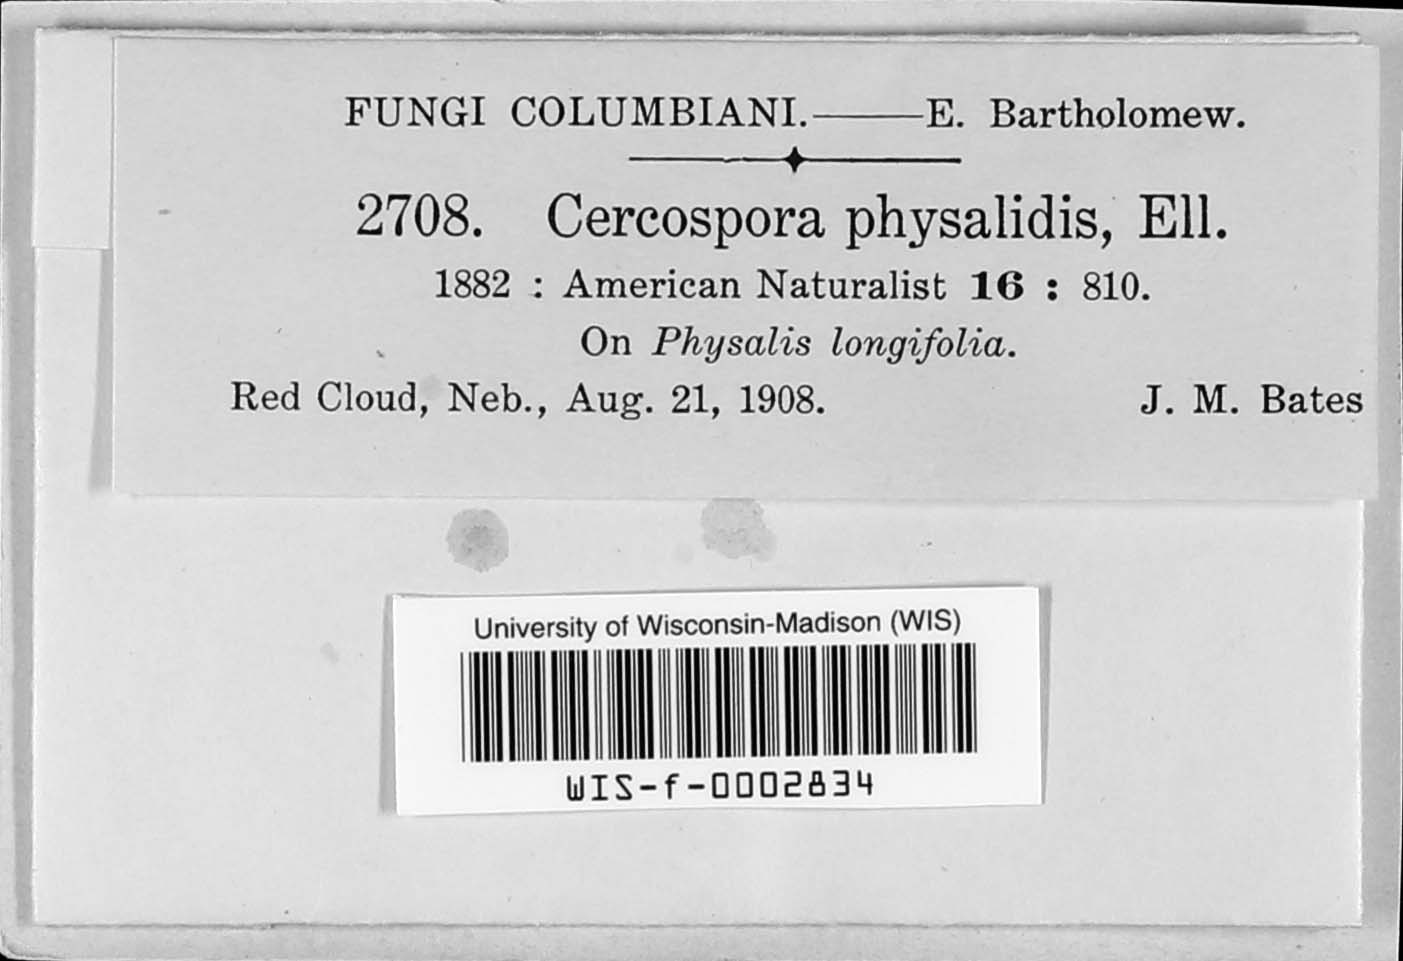 FUNGI COLUMBIANI.——E. Bartholomew.
2708. Cercospora physalidis, Ell.
1882 : American Naturalist 16 : 810.
On Physalis longifolia.
Red Cloud, Neb., Aug. 21, 1908. J. M. Bates
University of Wisconsin-Madison (WIS)
WIS-f-0002834